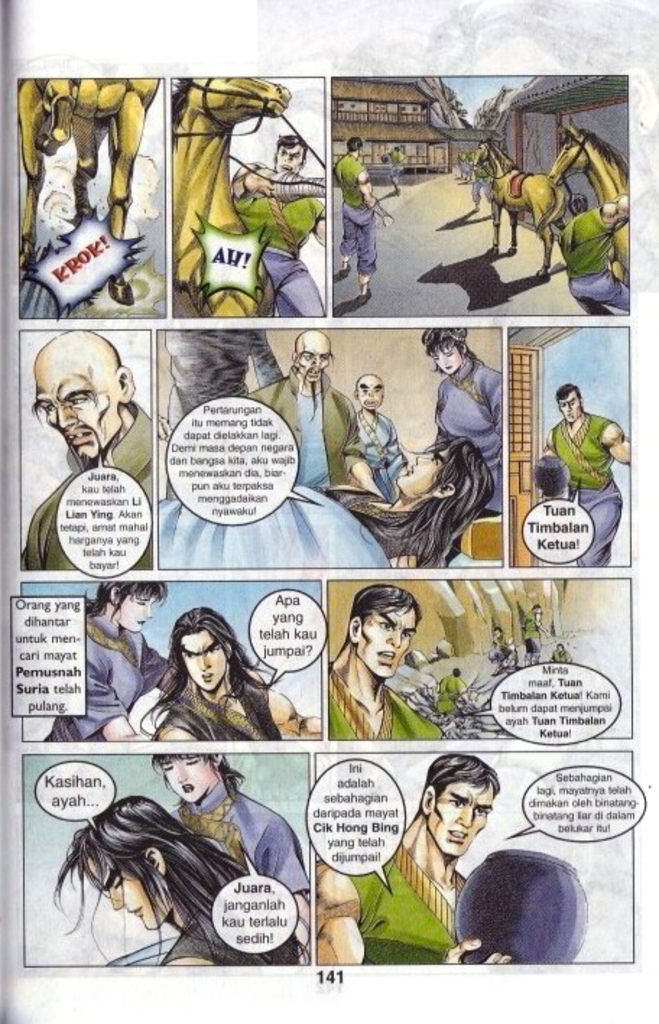 KROK!
AH!
Juara,
kau telah
menewaskan Li
Lian Ying. Akan
tetapi, amat mahal
harganya yang
telah kau
bayar!
Pertarungan
itu memang tidak
dapat dielakkan lagi.
Demi masa depan negara
dan bangsa kita, aku wajib
menewaskan dia, biar-
pun aku terpaksa
menggadaikan
nyawaku!
Tuan
Timbalan
Ketua!
Orang yang
dihantar
untuk men-
cari mayat
Pemusnah
Suria telah
pulang.
Apa
yang
telah kau
jumpai?
Minta
maaf, Tuan
Timbalan Ketua! Kami
belum dapat menjumpai
ayah Tuan Timbalan
Ketua!
Kasihan,
ayah...
Juara,
janganlah
kau terlalu
sedih!
Ini
adalah
sebahagian
daripada mayat
Cik Hong Bing
yang telah
dijumpai!
Sebahagian
lagi, mayatnya telah
dimakan oleh binatang-
binatang liar di dalam
belukar itu!
141